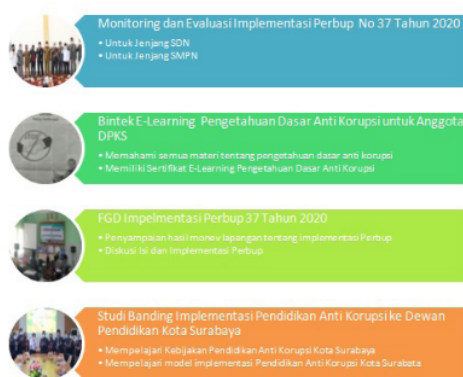 Monitoring dan Evaluasi Implementasi Perbup No 37 Tahun 2020
• Untuk Jenjang SDN
• Untuk Jenjang SMPN
Bintek E-Learning Pengetahuan Dasar Anti Korupsi untuk Anggota
DPKS
• Memahami semua materi tentang pengetahuan dasar anti korupsi
• Memiliki Sertifikat E-Learning Pengetahuan Dasar Anti Korupsi
FGD Impelmentasi Perbup 37 Tahun 2020
• Penyampaian hasil monev lapangan tentang implementasi Perbup
• Diskusi Isi dan Implementasi Perbup
Studi Banding Implementasi Pendidikan Anti Korupsi ke Dewan
Pendidikan Kota Surabaya
• Mempelajari Kebijakan Pendidikan Anti Korupsi Kota Surabaya
• Mempelajari model implementasi Pendidikan Anti Korupsi Kota Surabata